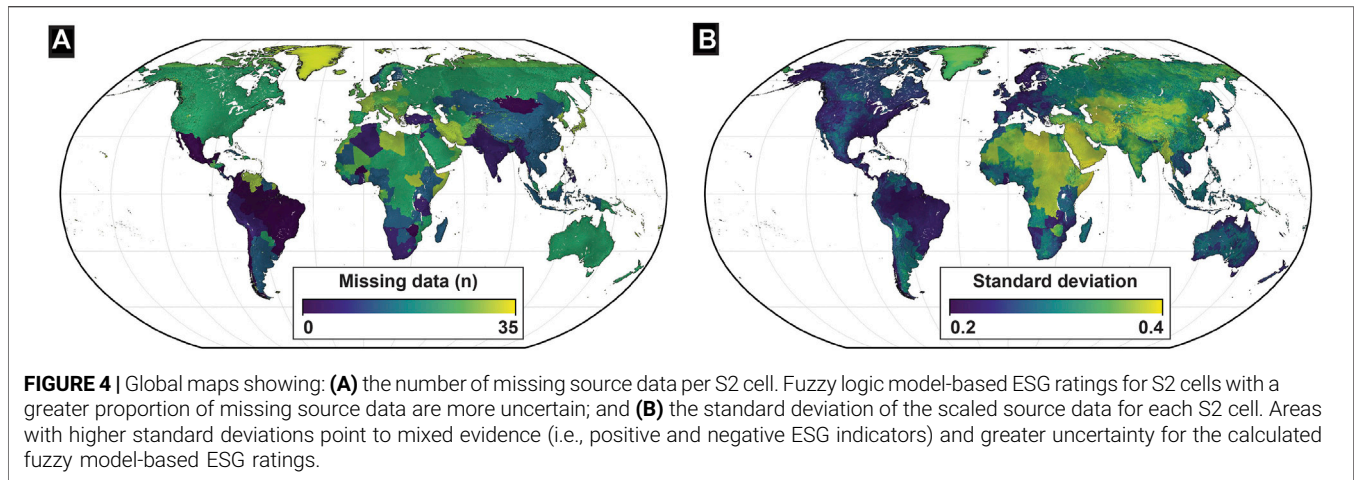 A
B
Missing data (n)
0 35
Standard deviation
0.2 0.4
FIGURE 4 | Global maps showing: (A) the number of missing source data per S2 cell. Fuzzy logic model-based ESG ratings for S2 cells with a
greater proportion of missing source data are more uncertain; and (B) the standard deviation of the scaled source data for each S2 cell. Areas
with higher standard deviations point to mixed evidence (i.e., positive and negative ESG indicators) and greater uncertainty for the calculated
fuzzy model-based ESG ratings.